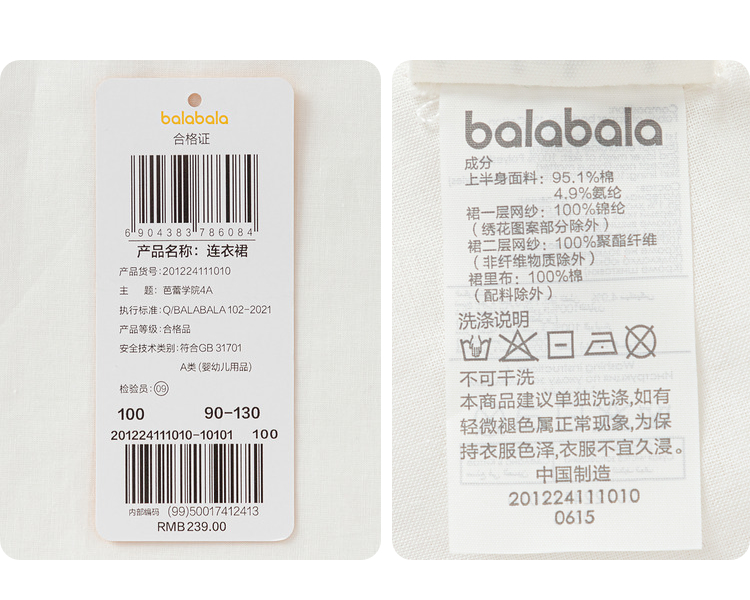 balabala
合格证
6 904383 786084
产品名称：连衣裙
产品货号：201224111010
主　题：芭蕾学院4A
执行标准：Q/BALABALA 102-2021
产品等级：合格品
安全技术类别：符合GB 31701
A类 (婴幼儿用品)
检验员：09
100 90-130
201224111010-10101 100
内部编码 (99)50017412413
RMB239.00
balabala
成分
上半身面料：95.1%棉
4.9%氨纶
裙一层网纱：100%锦纶
（绣花图案部分除外）
裙二层网纱：100%聚酯纤维
（非纤维物质除外）
裙里布：100%棉
（配料除外）
洗涤说明
不可干洗
本商品建议单独洗涤,如有
轻微褪色属正常现象,为保
持衣服色泽,衣服不宜久浸。
中国制造
201224111010
0615